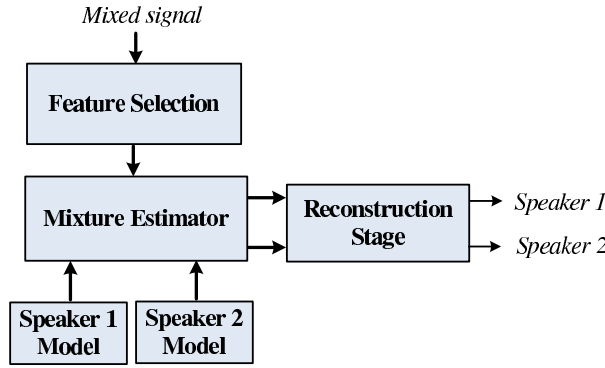 Mixed signal
Feature Selection
Mixture Estimator
Reconstruction
Stage
Speaker 1
Speaker 2
Speaker 1
Model
Speaker 2
Model